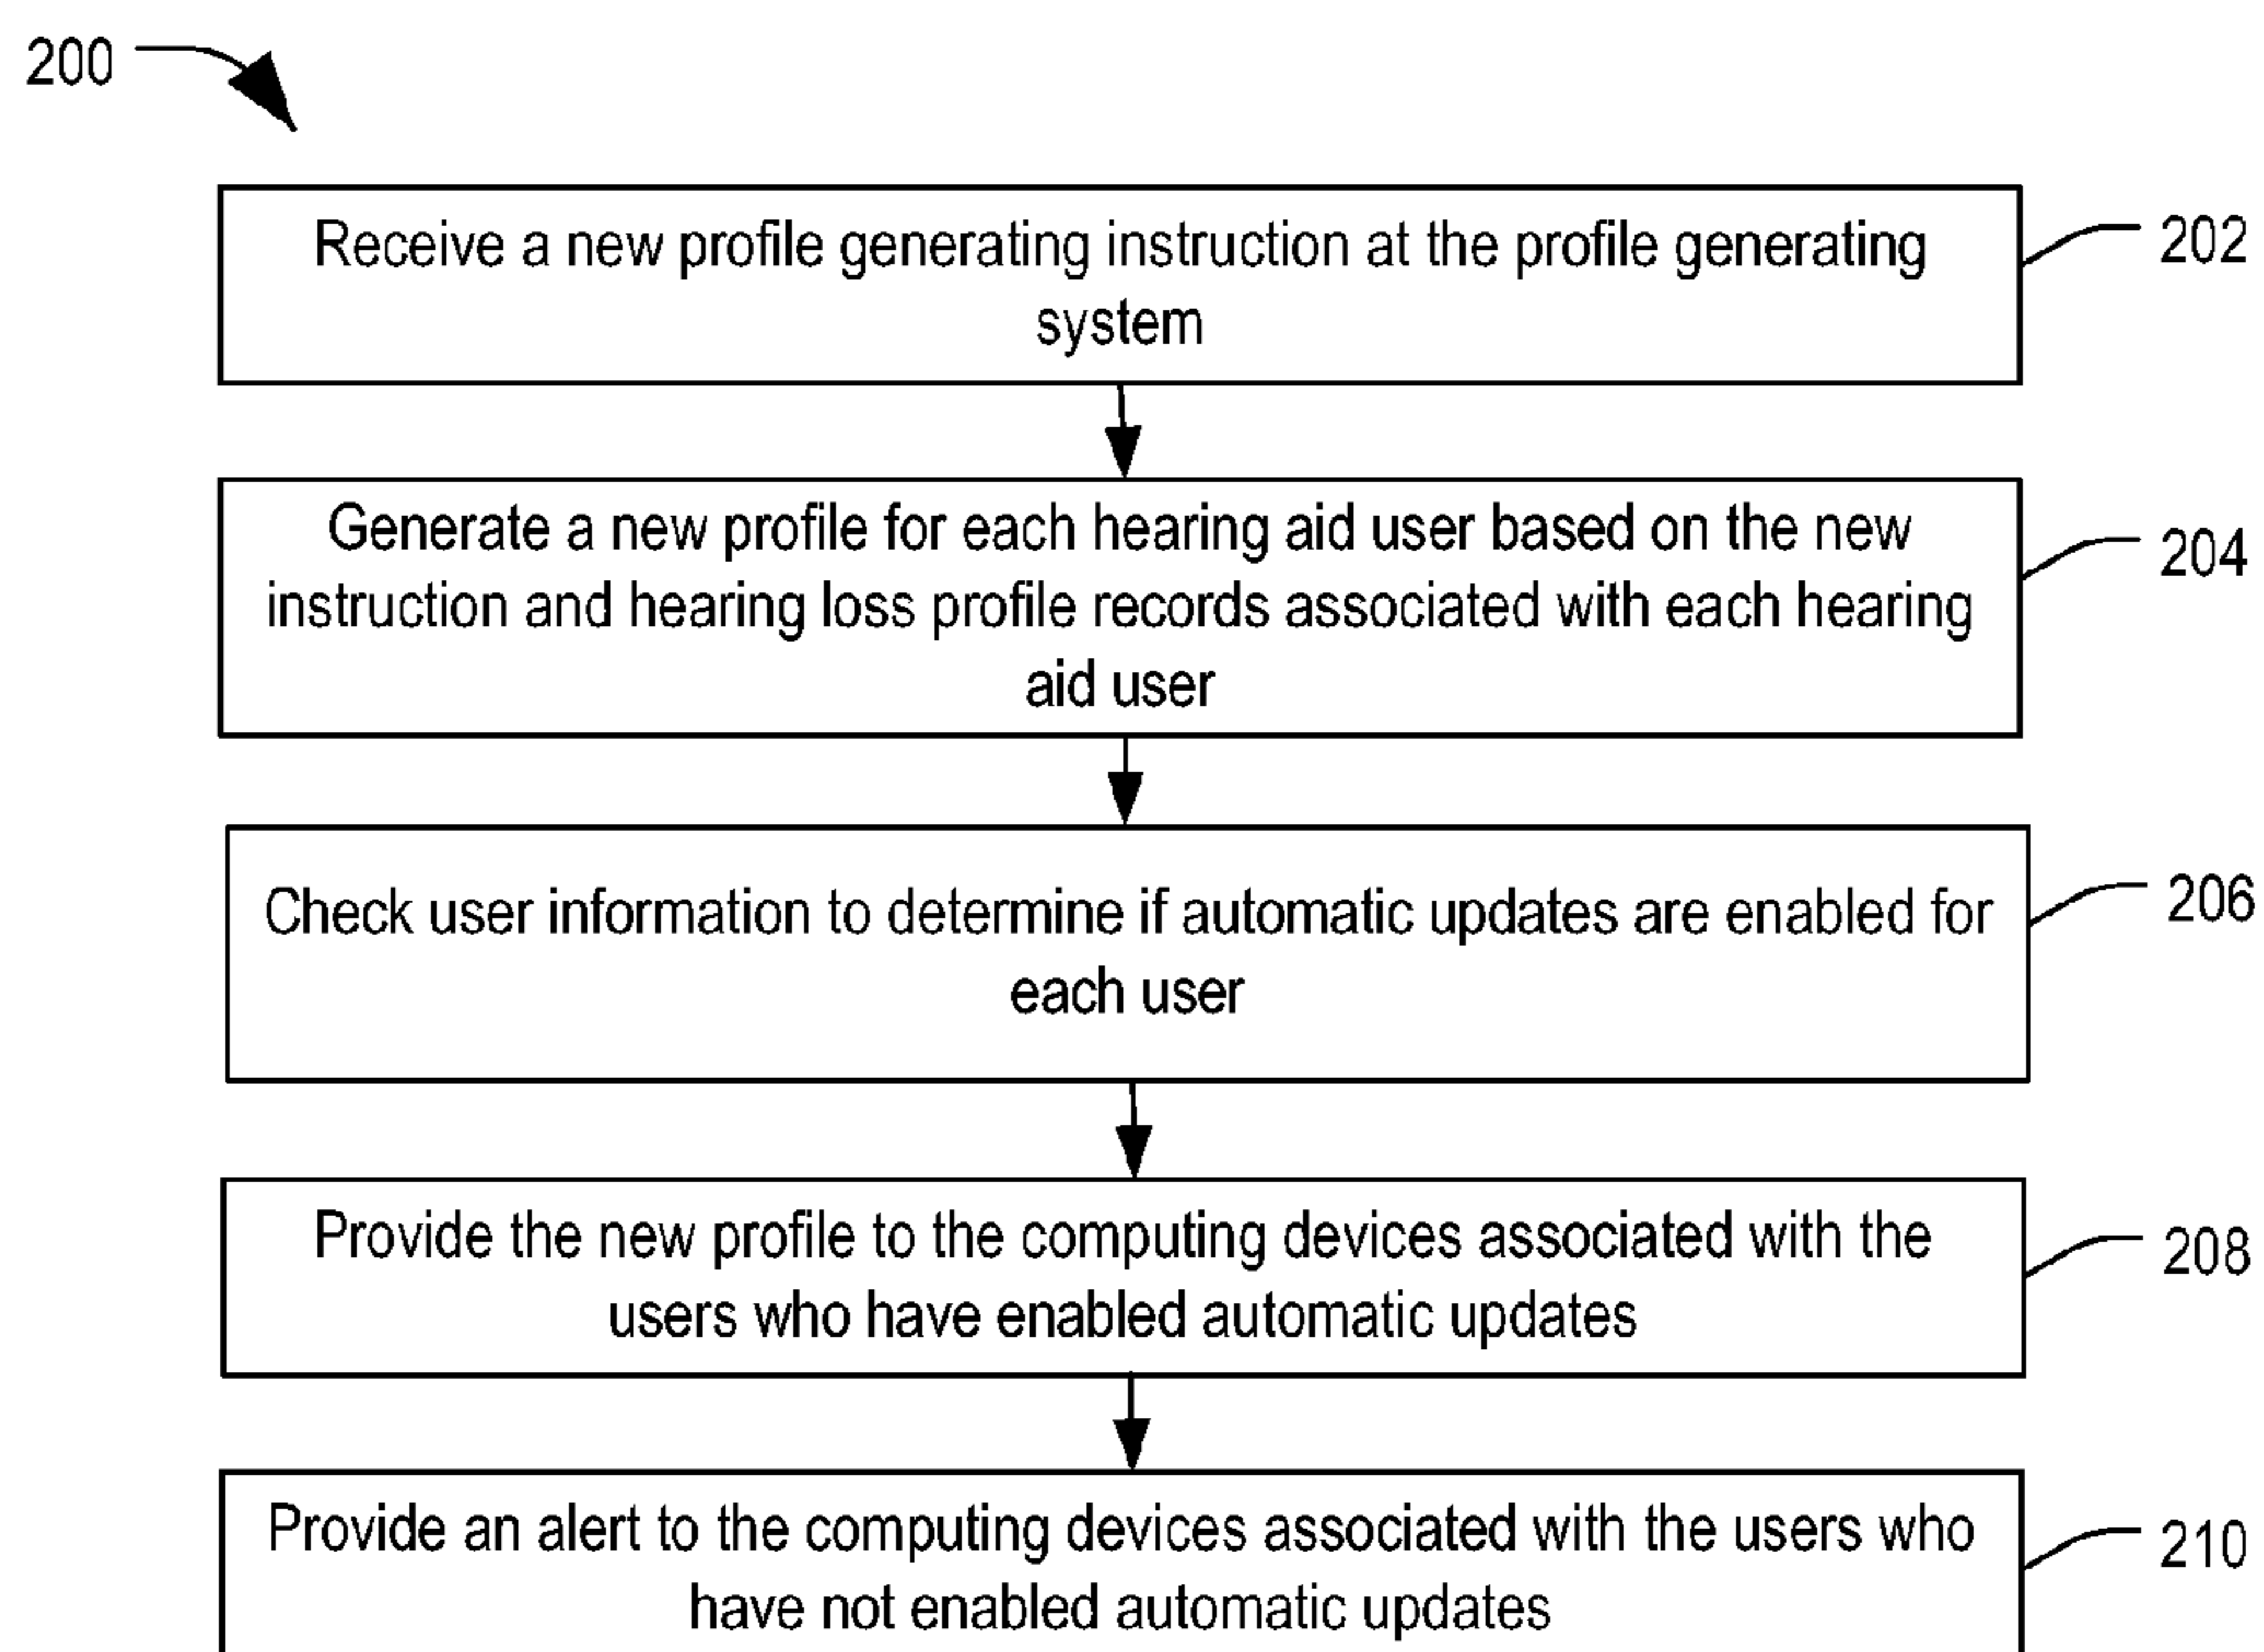 200
Receive a new profile generating instruction at the profile generating
system
202
Generate a new profile for each hearing aid user based on the new
instruction and hearing loss profile records associated with each hearing
aid user
204
Check user information to determine if automatic updates are enabled for
each user
206
Provide the new profile to the computing devices associated with the
users who have enabled automatic updates
208
Provide an alert to the computing devices associated with the users who
have not enabled automatic updates
210